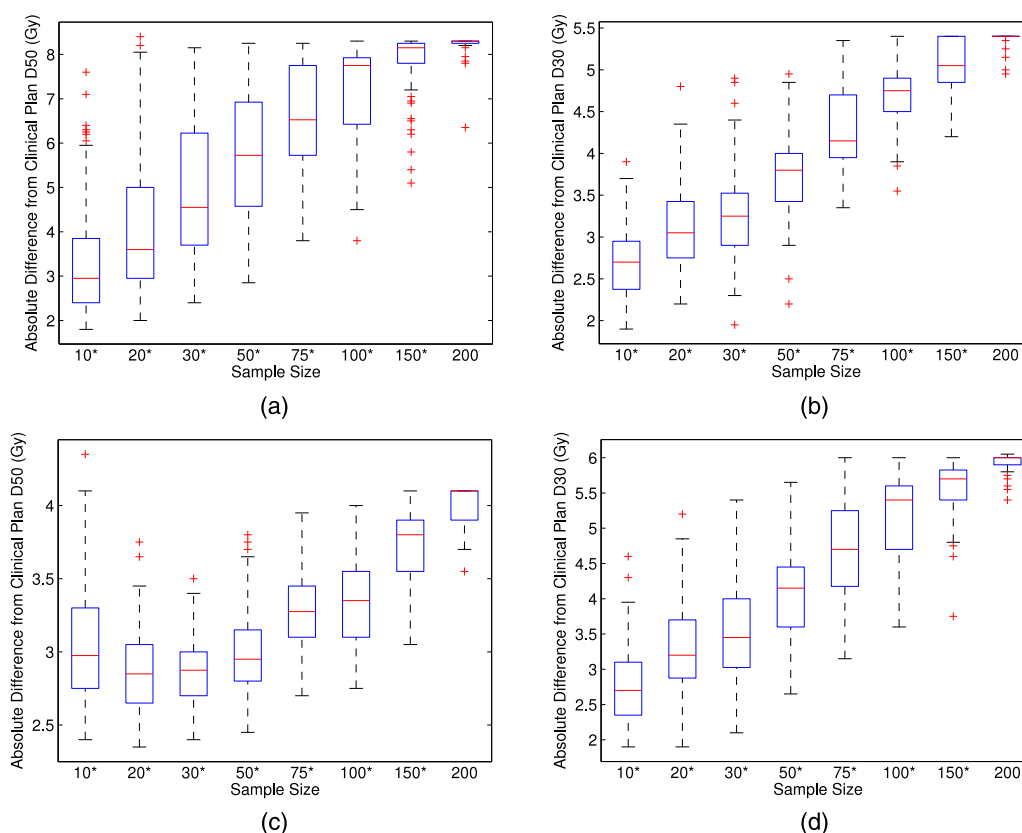 Absolute Difference from Clinical Plan D50 (Gy)
8
7
6
5
4
3
2
10* 20* 30* 50* 75* 100* 150* 200
Sample Size
(a)
Absolute Difference from Clinical Plan D30 (Gy)
5.5
5
4.5
4
3.5
3
2.5
2
10* 20* 30* 50* 75* 100* 150* 200
Sample Size
(b)
Absolute Difference from Clinical Plan D50 (Gy)
4
3.5
3
2.5
10* 20* 30* 50* 75* 100* 150* 200
Sample Size
(c)
Absolute Difference from Clinical Plan D30 (Gy)
6
5.5
5
4.5
4
3.5
3
2.5
2
10* 20* 30* 50* 75* 100* 150* 200
Sample Size
(d)